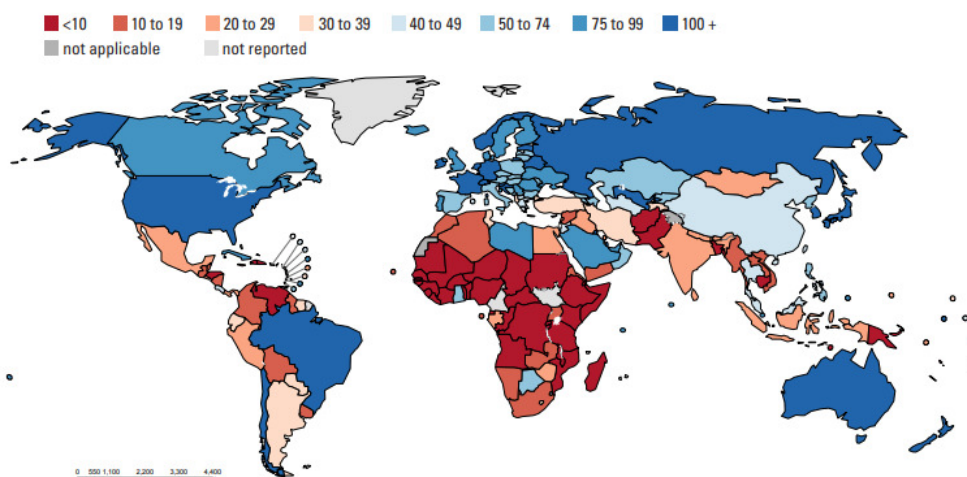 <10 10 to 19 20 to 29 30 to 39 40 to 49 50 to 74 75 to 99 100 +
not applicable not reported
0 550 1,100 2,200 3,300 4,400